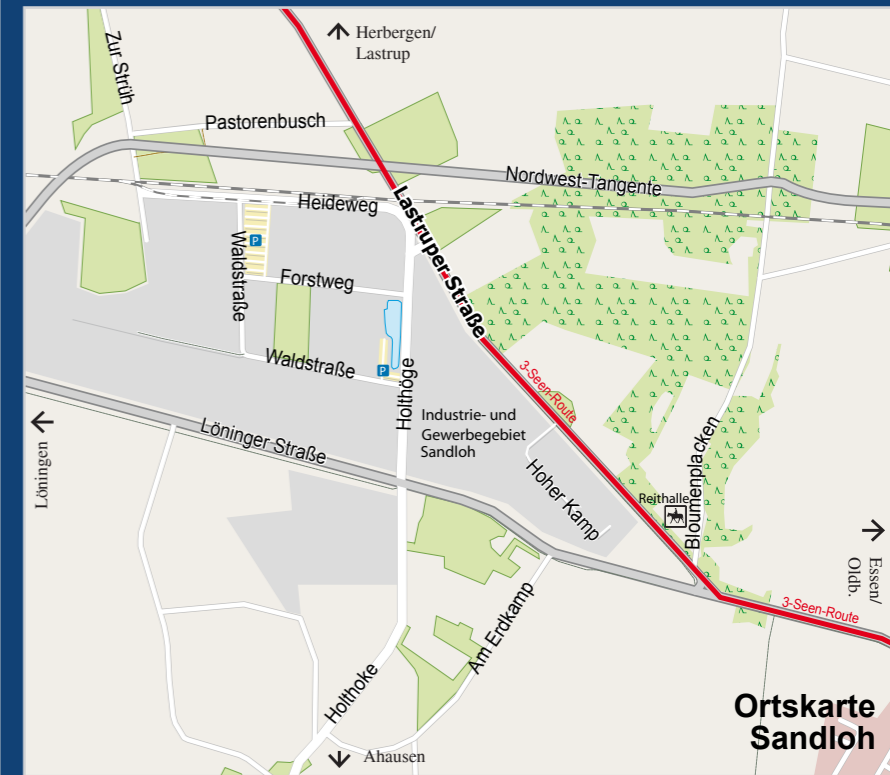 Herbergen/
Lastrup
Zur Strüh
Pastorenbusch
Nordwest-Tangente
Heideweg
Lastruper Straße
Waldstraße
P
Forstweg
Waldstraße
P
Holthöge
3-Seen-Route
Industrie- und
Gewerbegebiet
Sandloh
Löninger Straße
Löningen
Hoher Kamp
Reithalle
Bloumenplacken
Essen/
Oldb.
3-Seen-Route
Am Erdkamp
Holthoke
Ahausen
Ortskarte
Sandloh